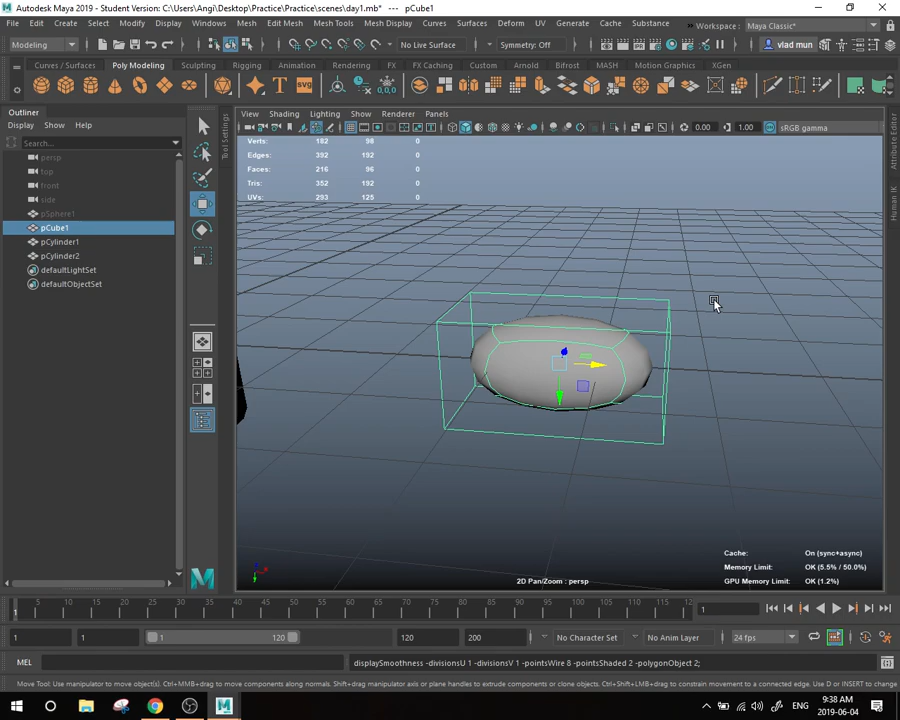 Autodesk Maya 2019 - Student Version: C:\Users\Angi\Desktop\Practice\Practice\scenes\day1.mb* --- pCube1
File Edit Create Select Modify Display Windows Mesh Edit Mesh Mesh Tools Mesh Display Curves Surfaces Deform UV Generate Cache Substance Workspace : Maya Classic*
Modeling No Live Surface Symmetry: Off vlad mun
Curves / Surfaces Poly Modeling Sculpting Rigging Animation Rendering FX FX Caching Custom Arnold Bifrost MASH Motion Graphics XGen
T SVG 0,0,0
Outliner
Display Show Help
Search...
persp
top
front
side
pSphere1
pCube1
pCylinder1
pCylinder2
defaultLightSet
defaultObjectSet
Tool Settings
View Shading Lighting Show Renderer Panels
0.00 1.00 sRGB gamma
Verts: 182 98 0
Edges: 392 192 0
Faces: 216 96 0
Tris: 352 192 0
UVs: 293 125 0
Cache: On (sync+async)
Memory Limit: OK (5.5% / 50.0%)
GPU Memory Limit: OK (1.2%)
2D Pan/Zoom : persp
Attribute Editor
Human IK
1 5 10 15 20 25 30 35 40 45 50 55 60 65 70 75 80 85 90 95 100 105 110 115 12 1
1 1 1 120 120 200 No Character Set No Anim Layer 24 fps
MEL displaySmoothness -divisionsU 1 -divisionsV 1 -pointsWire 8 -pointsShaded 2 -polygonObject 2;
Move Tool: Use manipulator to move object(s). Ctrl+MMB+drag to move components along normals. Shift+drag manipulator axis or plane handles to extrude components or clone objects. Ctrl+Shift+drag to constrain movement to a connected edge. Use D or INSERT to change
ENG 9:38 AM
2019-06-04